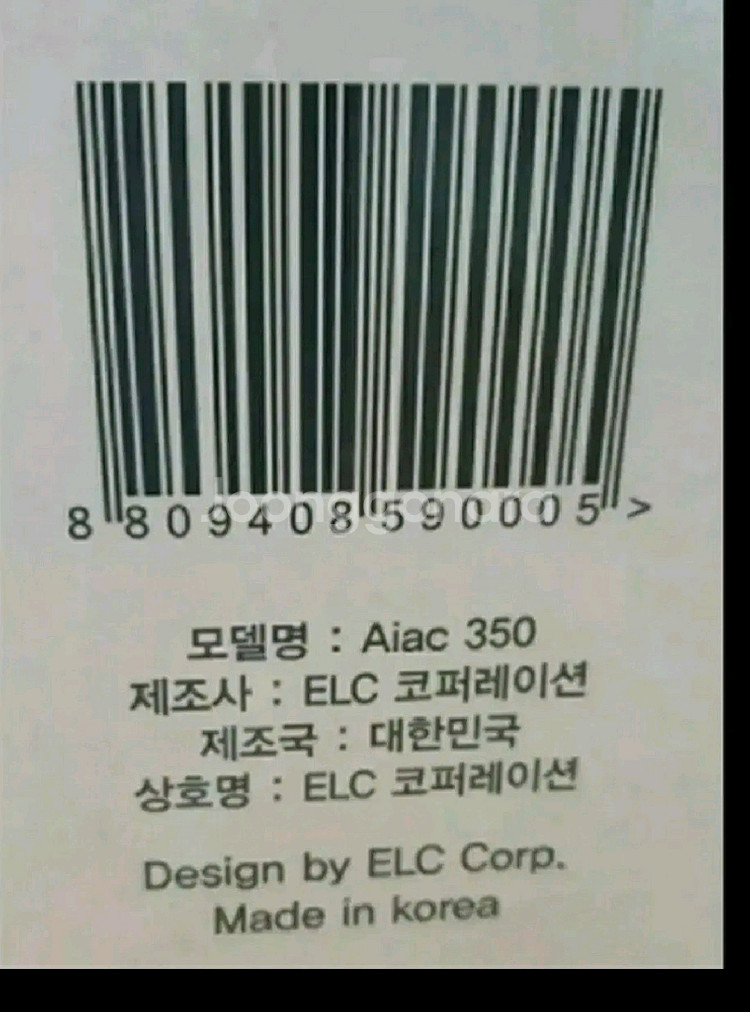 8 809408 590005 >
joonggonara
모델명 : Aiac 350
제조사 : ELC 코퍼레이션
제조국 : 대한민국
상호명 : ELC 코퍼레이션
Design by ELC Corp.
Made in korea